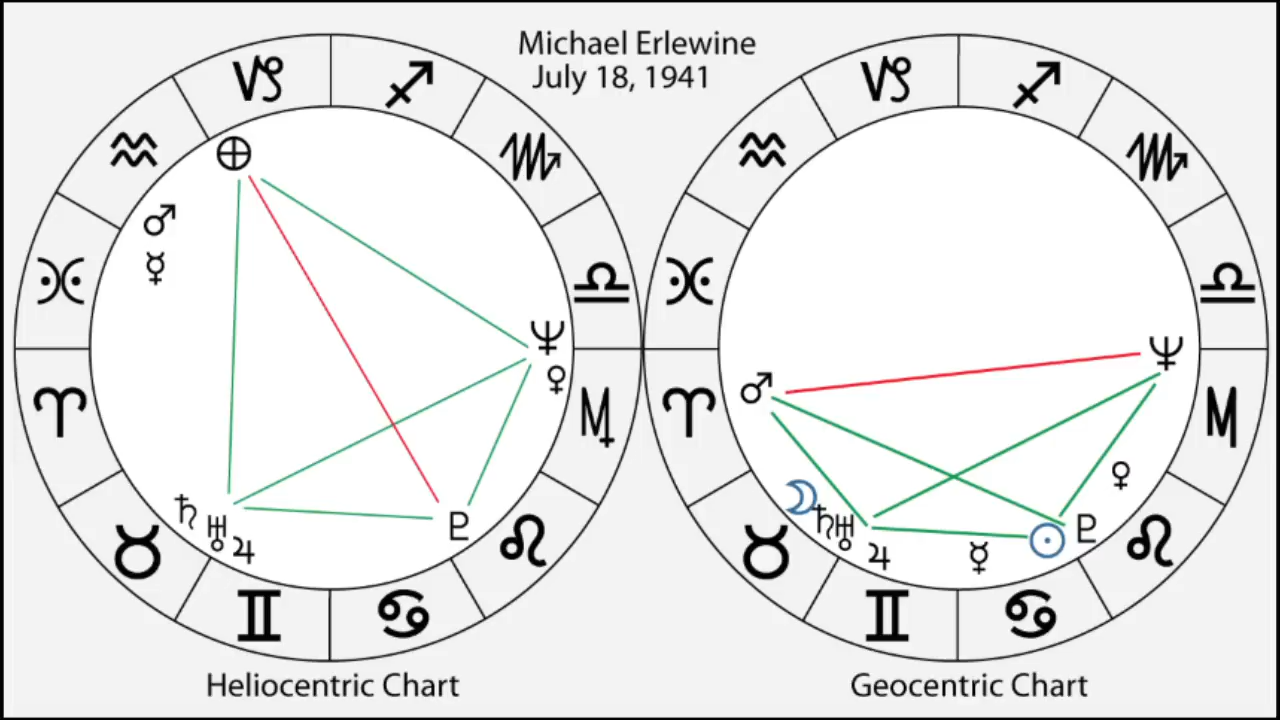 Michael Erlewine
July 18, 1941
Heliocentric Chart
Geocentric Chart